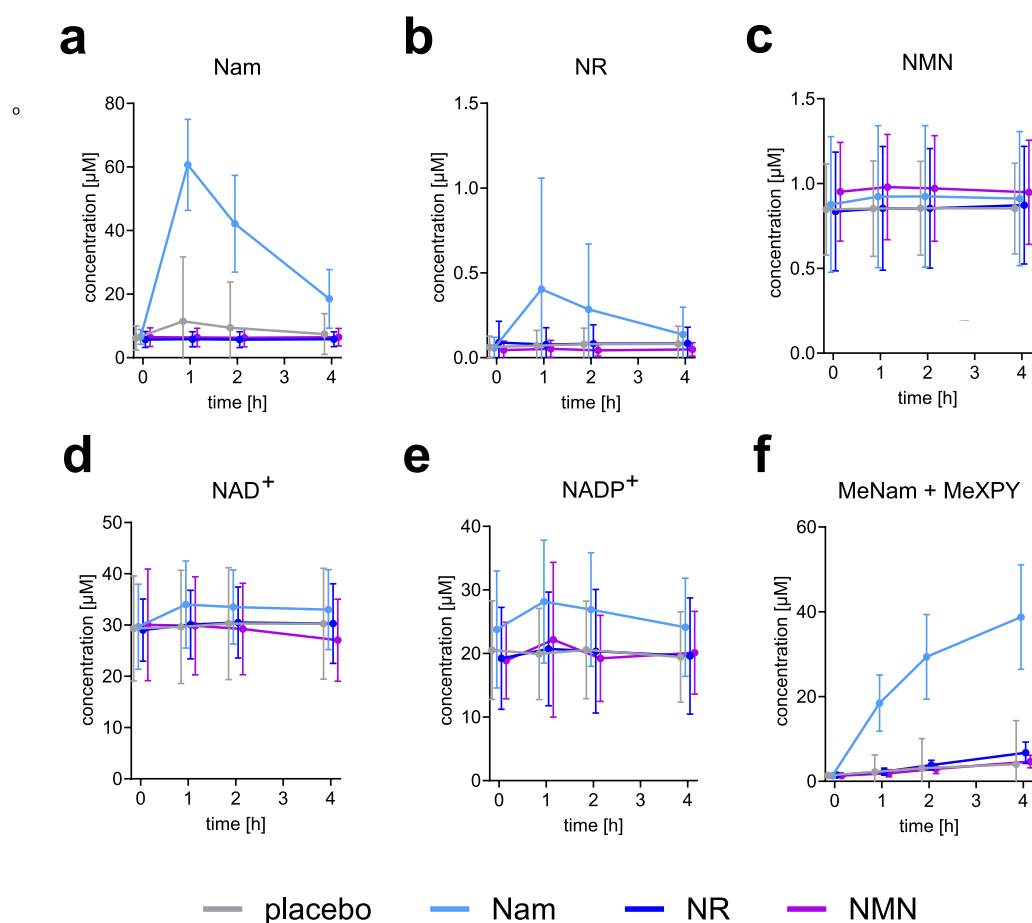 a
b
c
Nam
NR
NMN
o
concentration [µM]
80
60
40
20
0
0 1 2 3 4
time [h]
concentration [µM]
1.5
1.0
0.5
0.0
0 1 2 3 4
time [h]
concentration [µM]
1.5
1.0
0.5
0.0
0 1 2 3 4
time [h]
d
e
f
NAD+
NADP+
MeNam + MeXPY
concentration [µM]
50
40
30
20
10
0
0 1 2 3 4
time [h]
concentration [µM]
40
30
20
10
0
0 1 2 3 4
time [h]
concentration [µM]
60
40
20
0
0 1 2 3 4
time [h]
placebo Nam NR NMN